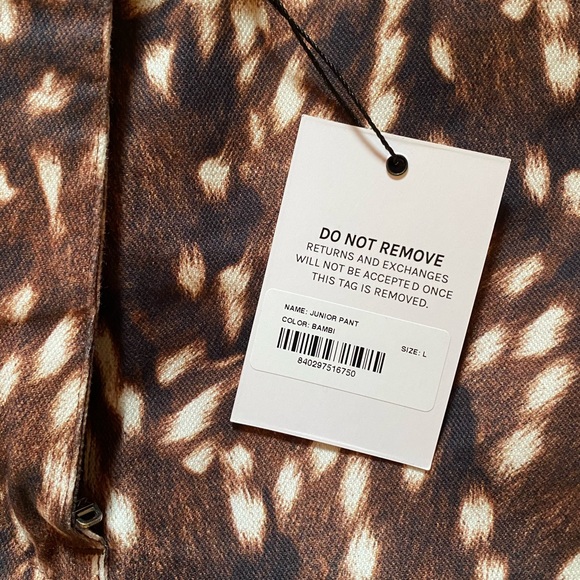 DO NOT REMOVE
RETURNS AND EXCHANGES
WILL NOT BE ACCEPTED ONCE
THIS TAG IS REMOVED.
NAME: JUNIOR PANT
COLOR: BAMBI
SIZE: L
840297516750